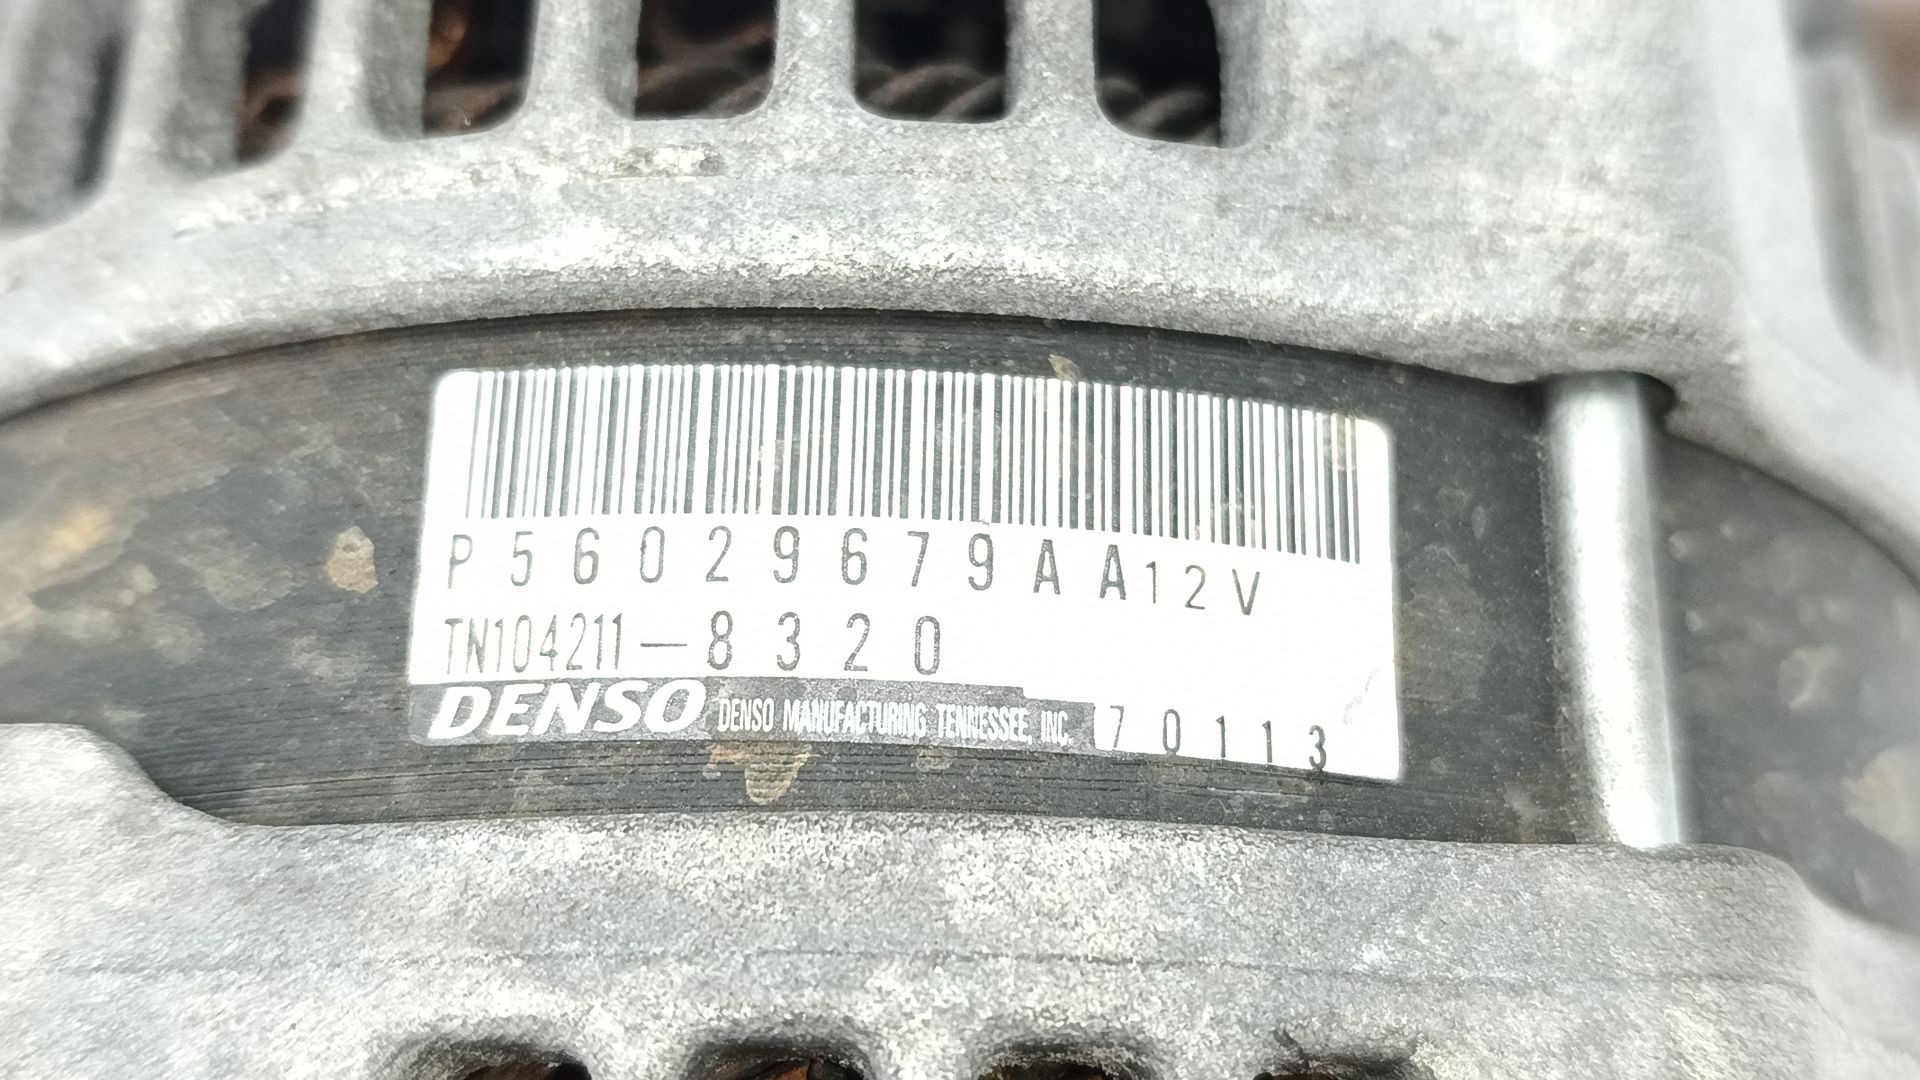 P56029679AA12V
TN104211-8320
DENSO DENSO MANUFACTURING TENNESSEE, INC. 70113